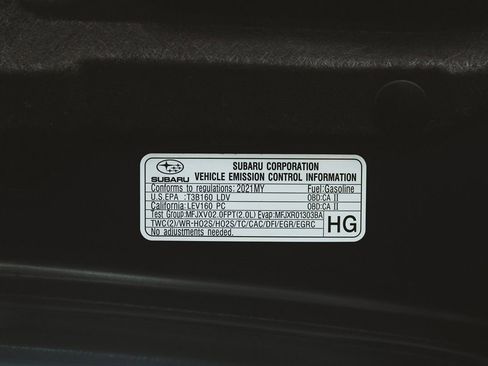 SUBARU CORPORATION
SUBARU VEHICLE EMISSION CONTROL INFORMATION
Conforms to regulations: 2021MY Fuel:Gasoline
U.S.EPA :T3B160 LDV OBD:CA II
California:LEV160 PC OBD:CA II
Test Group:MFJXV02.0FPT(2.0L) Evap:MFJXR01303BA
TWC(2)/WR-HO2S/HO2S/TC/CAC/DFI/EGR/EGRC
No adjustments needed.
HG